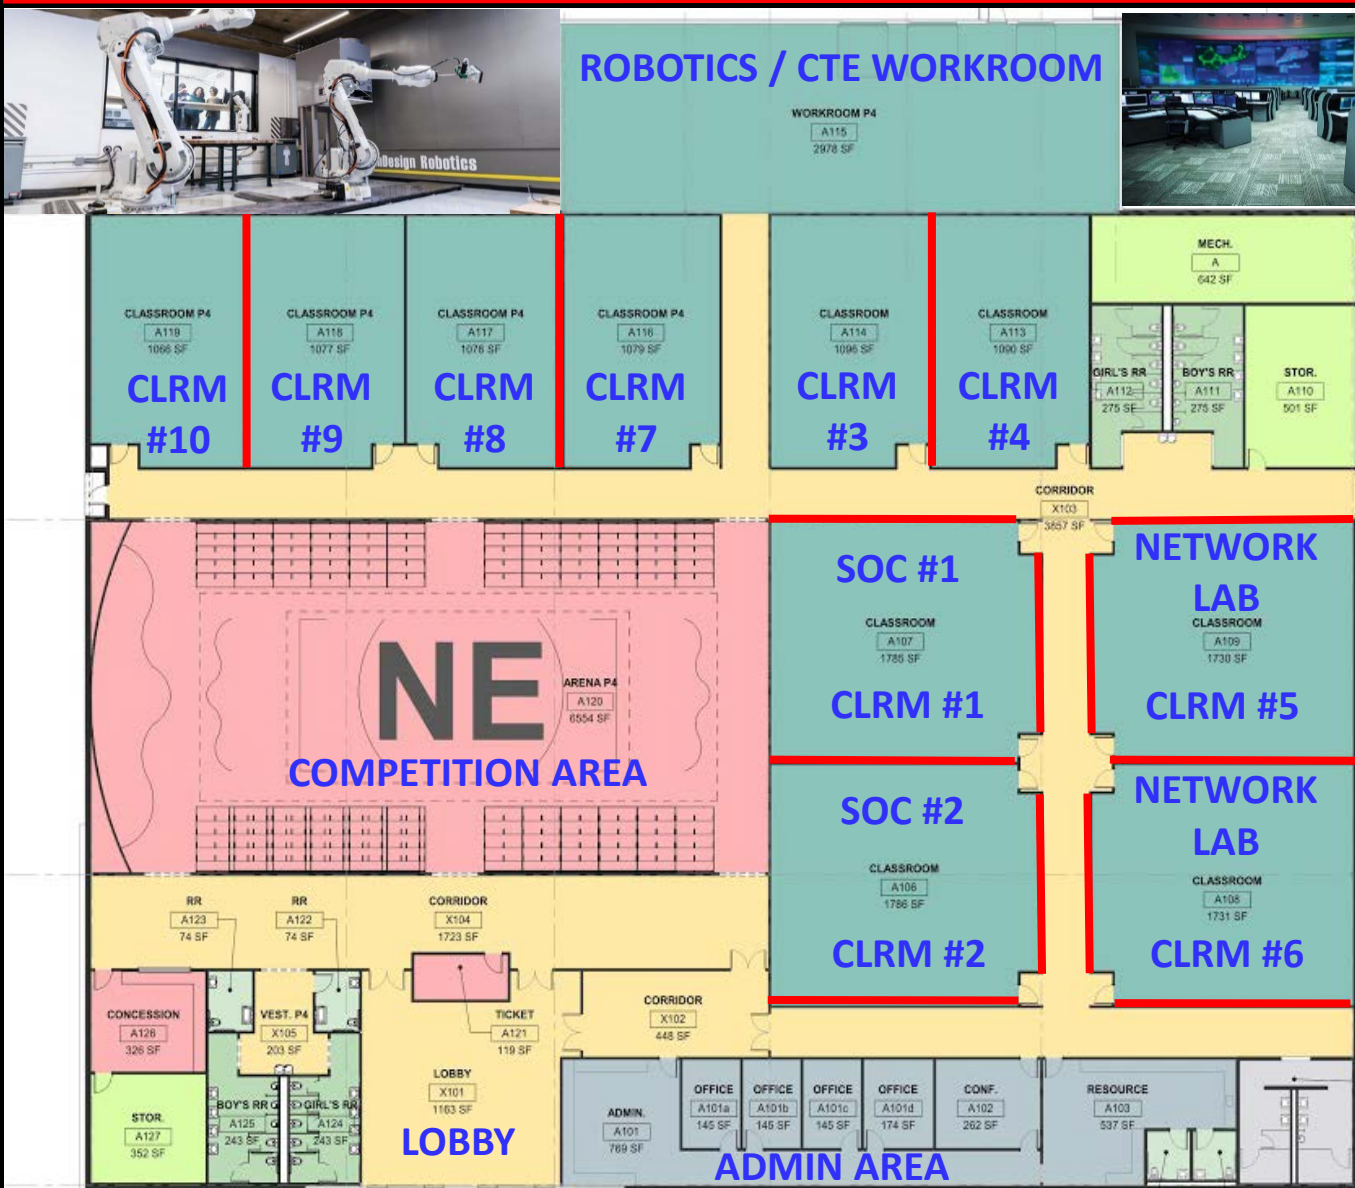 ROBOTICS / CTE WORKROOM
WORKROOM P4
A115
2978 SF
Design Robotics
MECH.
A
642 SF
CLASSROOM P4
A119
1066 SF
CLRM
#10
CLASSROOM P4
A118
1077 SF
CLRM
#9
CLASSROOM P4
A117
1076 SF
CLRM
#8
CLASSROOM P4
A116
1079 SF
CLRM
#7
CLASSROOM
A114
1096 SF
CLRM
#3
CLASSROOM
A113
1090 SF
CLRM
#4
GIRL'S RR
A112
275 SF
BOY'S RR
A111
275 SF
STOR.
A110
501 SF
CORRIDOR
X103
3857 SF
SOC #1
CLASSROOM
A107
1785 SF
CLRM #1
NETWORK
LAB
CLASSROOM
A109
1730 SF
CLRM #5
NE
ARENA P4
A120
6554 SF
COMPETITION AREA
SOC #2
CLASSROOM
A106
1786 SF
CLRM #2
NETWORK
LAB
CLASSROOM
A108
1731 SF
CLRM #6
RR
A123
74 SF
RR
A122
74 SF
CORRIDOR
X104
1723 SF
CONCESSION
A126
326 SF
VEST. P4
X105
203 SF
TICKET
A121
119 SF
CORRIDOR
X102
448 SF
LOBBY
X101
1163 SF
LOBBY
STOR.
A127
352 SF
BOY'S RR
A125
243 SF
GIRL'S RR
A124
243 SF
ADMIN.
A101
769 SF
OFFICE
A101a
145 SF
OFFICE
A101b
145 SF
OFFICE
A101c
145 SF
OFFICE
A101d
174 SF
CONF.
A102
262 SF
RESOURCE
A103
537 SF
ADMIN AREA